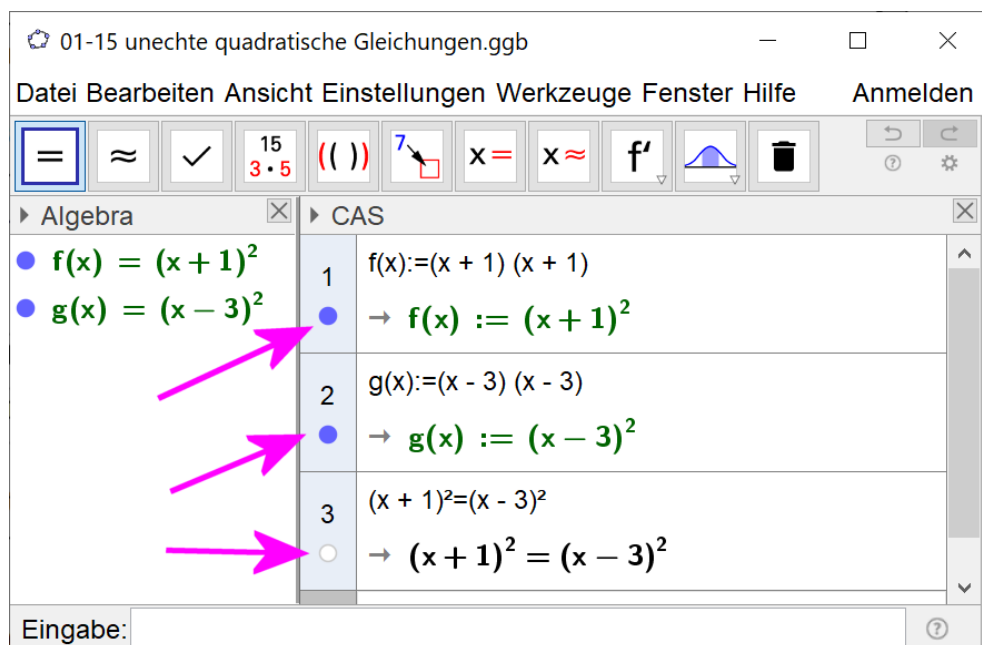 01-15 unechte quadratische Gleichungen.ggb
Datei Bearbeiten Ansicht Einstellungen Werkzeuge Fenster Hilfe Anmelden
= ≈ ✓ 15 3·5 (( )) 7 x= x≈ f′
Algebra
f(x) = (x + 1)²
g(x) = (x − 3)²
CAS
1 f(x):=(x + 1) (x + 1)
→ f(x) := (x + 1)²
2 g(x):=(x - 3) (x - 3)
→ g(x) := (x − 3)²
3 (x + 1)²=(x - 3)²
→ (x + 1)² = (x − 3)²
Eingabe: